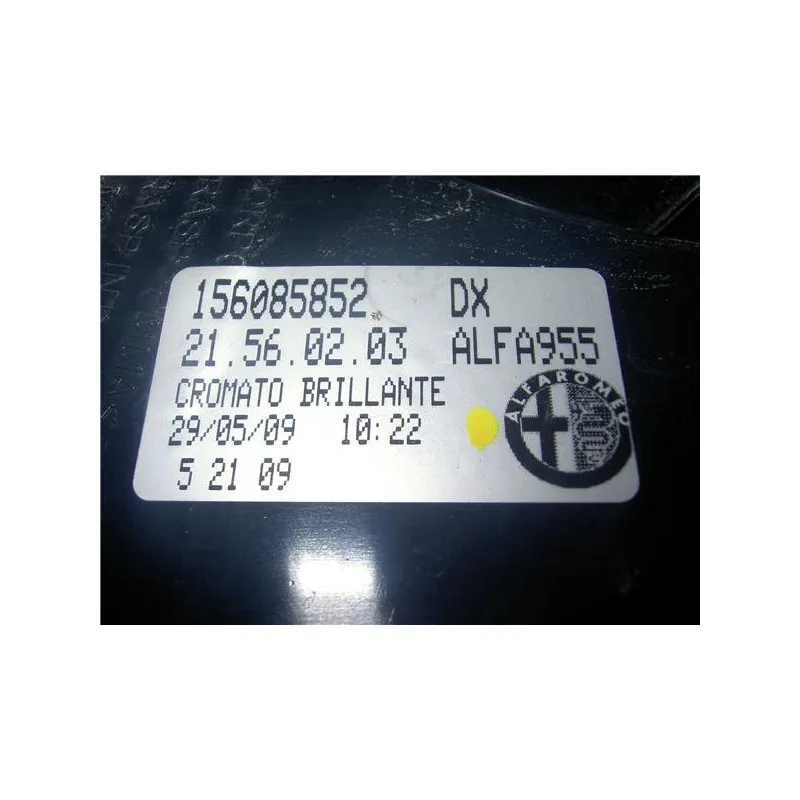 156085852 DX
21.56.02.03 ALFA955
CROMATO BRILLANTE
29/05/09 10:22
5 21 09
ALFA ROMEO